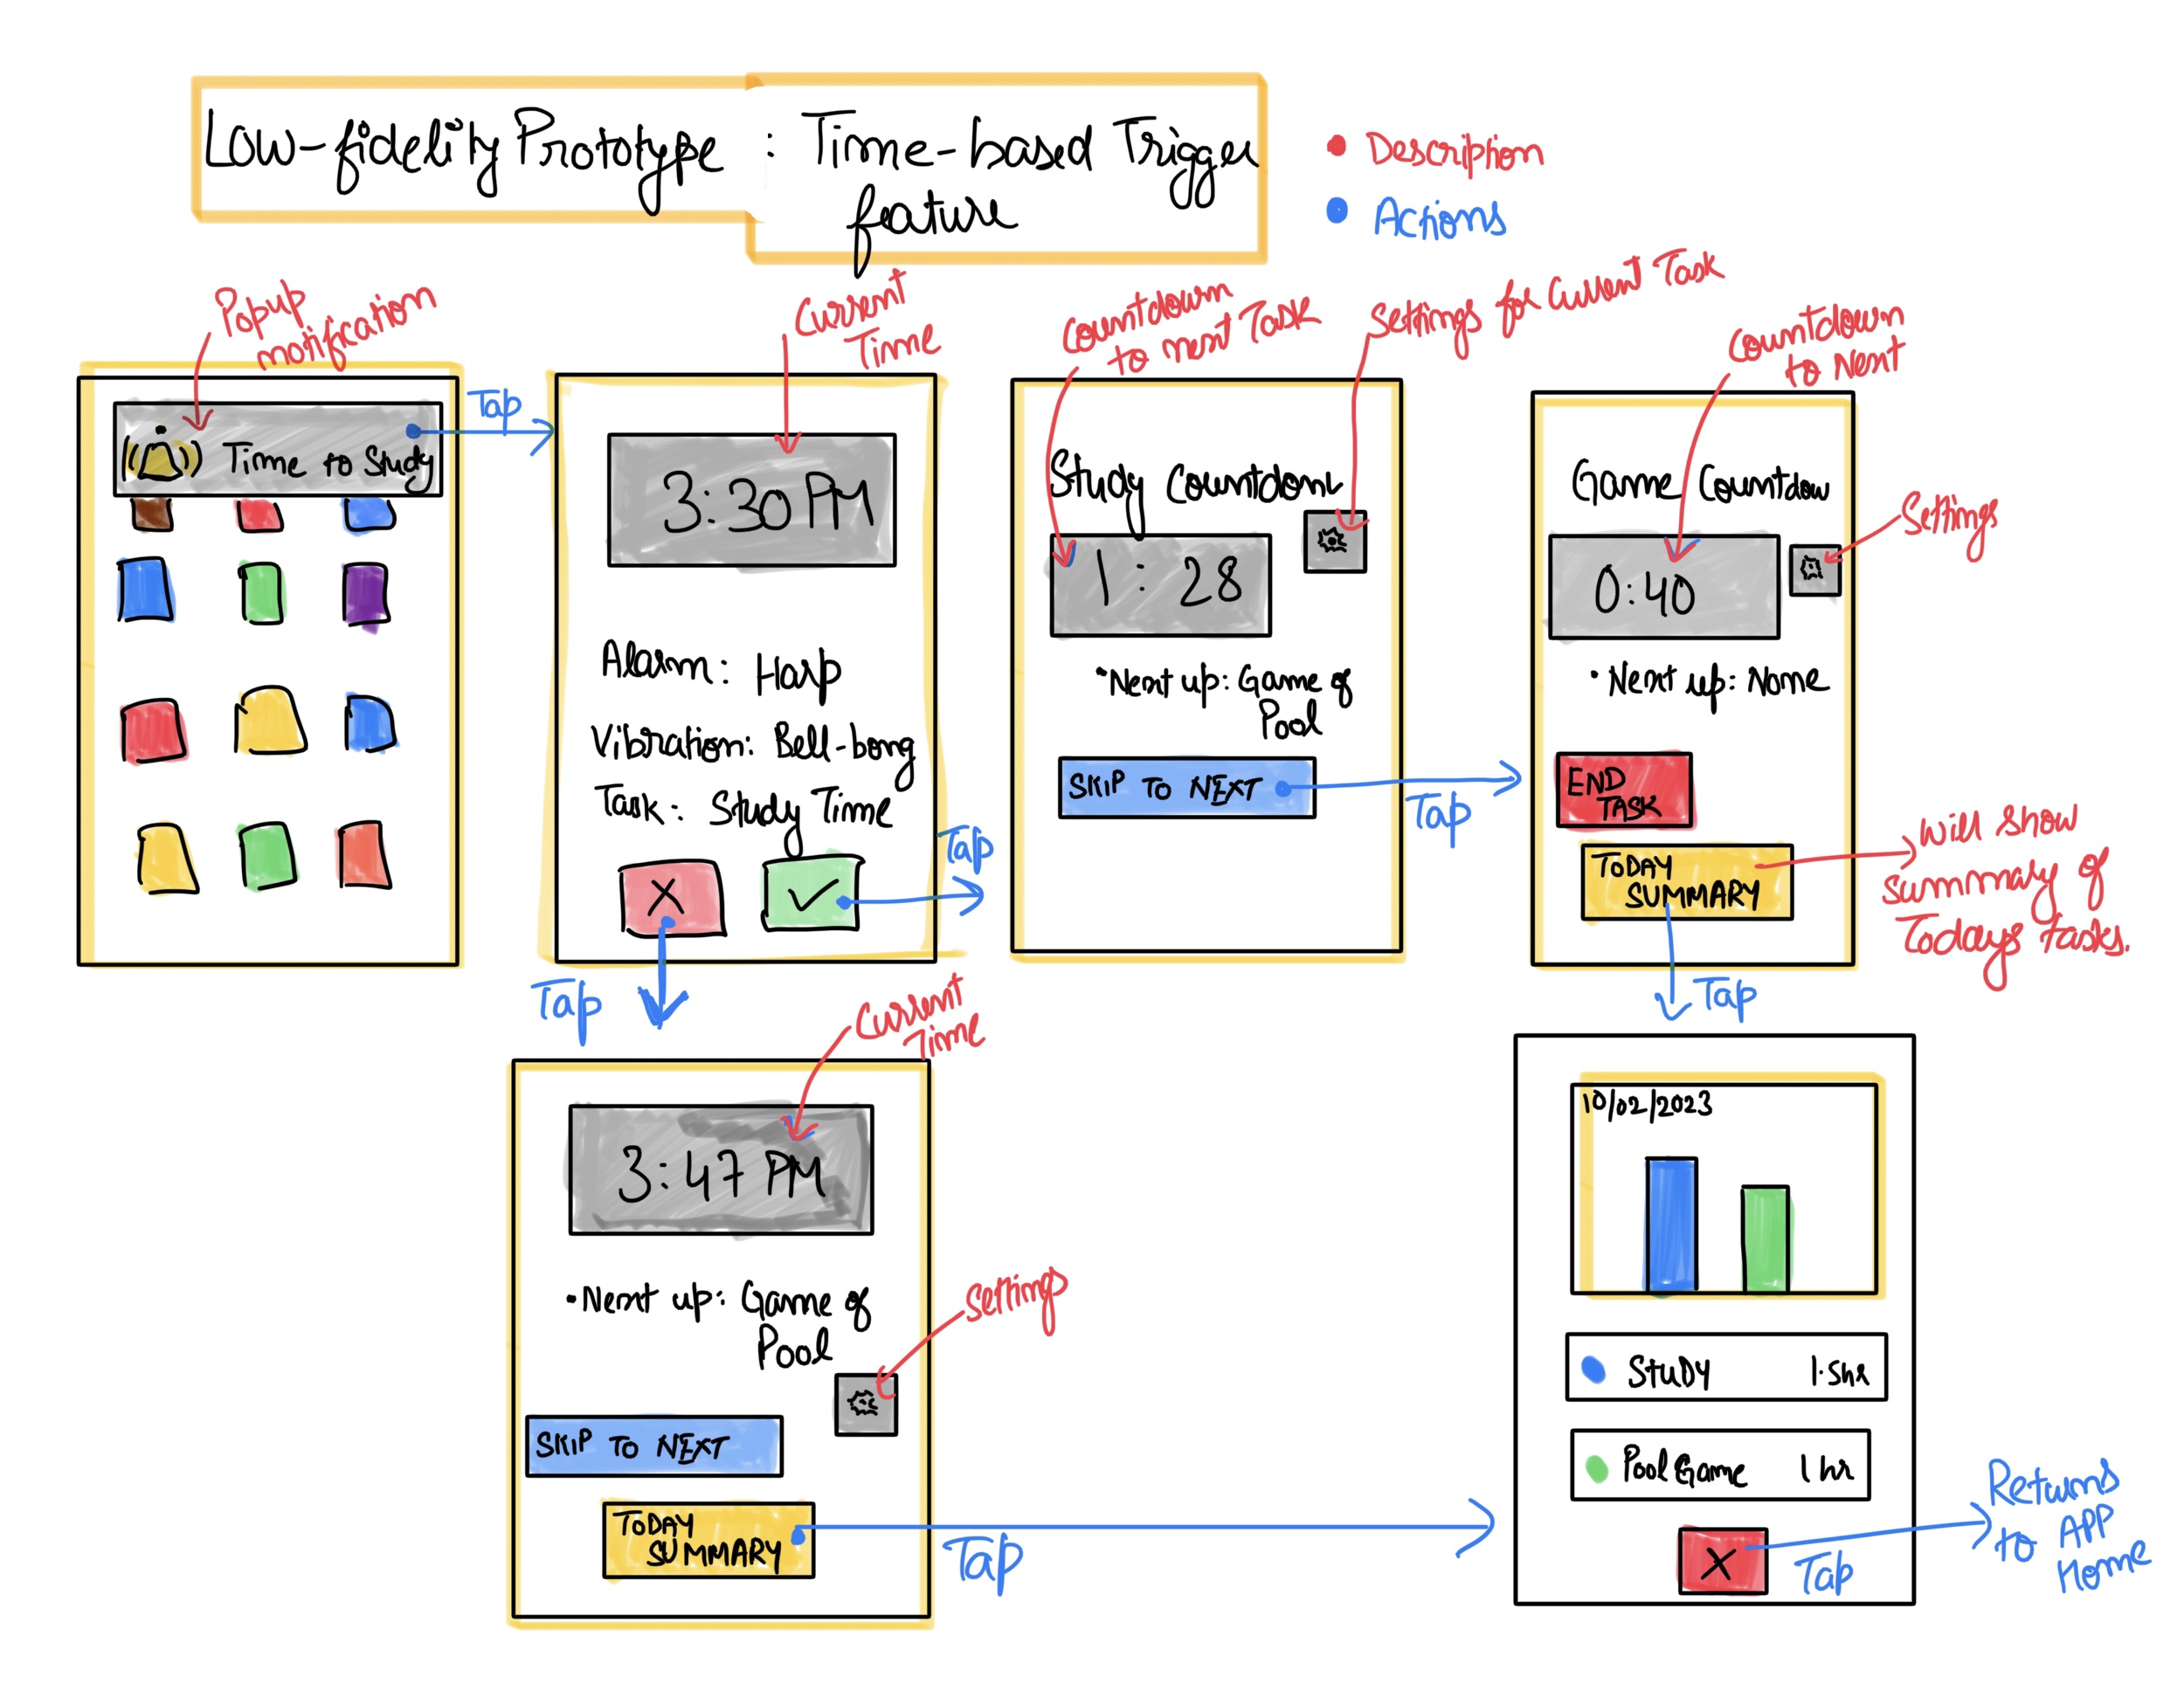 Low-fidelity Prototype : Time-based Trigger
feature
Description
Actions
Popup
notification
Tap
Time to Study
Current
Time
3:30 PM
Alarm: Harp
Vibration: Bell-bong
Task: Study Time
X
Tap
Tap
Countdown
to next Task
Settings for Current Task
Study Countdown
1:28
Next up: Game of
Pool
SKIP TO NEXT
Tap
Countdown
to Next
Game Countdow
Settings
0:40
Next up: None
END
TASK
TODAY
SUMMARY
Will show
summary of
Todays tasks.
Tap
Current
Time
3:47 PM
Next up: Game of
Pool
Settings
SKIP TO NEXT
TODAY
SUMMARY
Tap
10/02/2023
STUDY 1.5hr
Pool Game 1 hr
X
Tap
Returns
to APP
Home